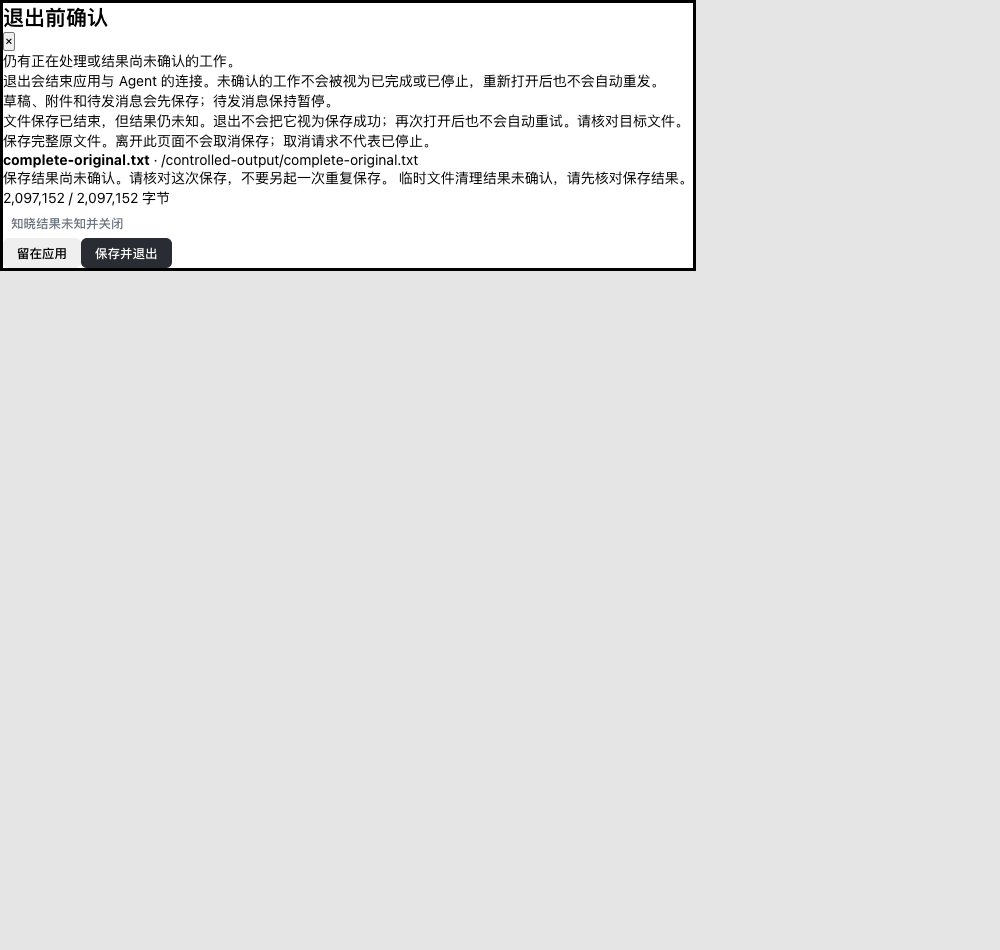 退出前确认
×
仍有正在处理或结果尚未确认的工作。
退出会结束应用与 Agent 的连接。未确认的工作不会被视为已完成或已停止，重新打开后也不会自动重发。
草稿、附件和待发消息会先保存；待发消息保持暂停。
文件保存已结束，但结果仍未知。退出不会把它视为保存成功；再次打开后也不会自动重试。请核对目标文件。
保存完整原文件。离开此页面不会取消保存；取消请求不代表已停止。
complete-original.txt · /controlled-output/complete-original.txt
保存结果尚未确认。请核对这次保存，不要另起一次重复保存。 临时文件清理结果未确认，请先核对保存结果。
2,097,152 / 2,097,152 字节
知晓结果未知并关闭
留在应用 保存并退出